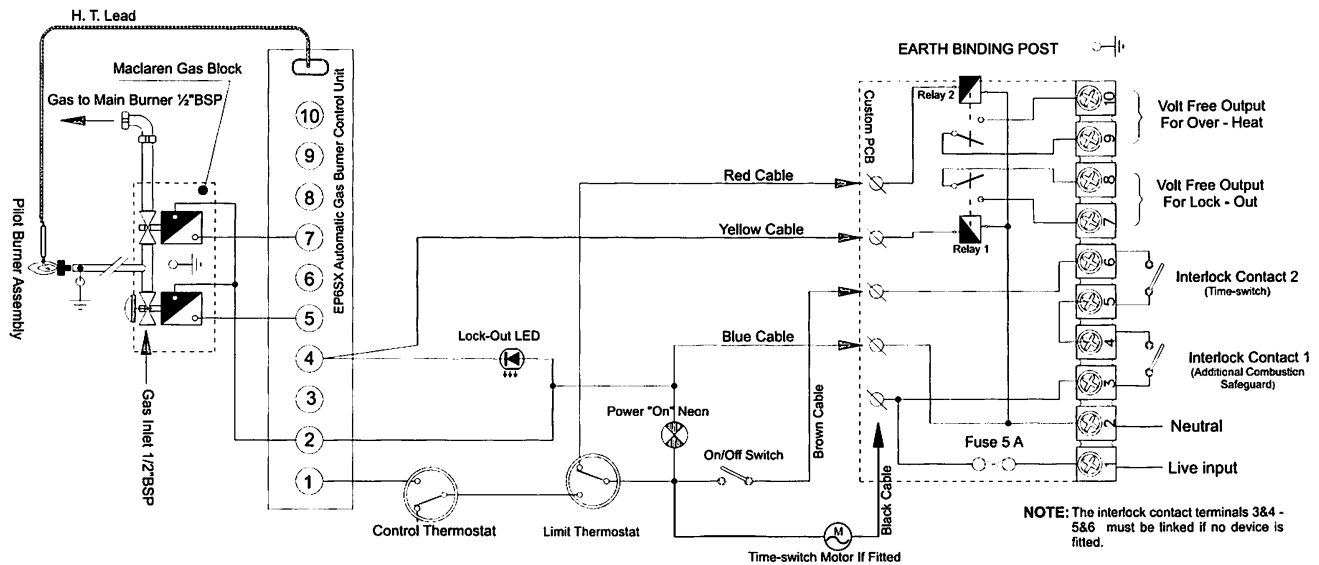 H. T. Lead
Maclaren Gas Block
Gas to Main Burner ½"BSP
Pilot Burner Assembly
Gas Inlet 1/2"BSP
EP6SX Automatic Gas Burner Control Unit
10
9
8
7
6
5
4
3
2
1
Lock-Out LED
Power "On" Neon
On/Off Switch
Control Thermostat
Limit Thermostat
M
Time-switch Motor If Fitted
Red Cable
Yellow Cable
Blue Cable
Brown Cable
Black Cable
EARTH BINDING POST
Custom PCB
Relay 2
Relay 1
Fuse 5 A
10
9
8
7
6
5
4
3
2
1
Volt Free Output
For Over - Heat
Volt Free Output
For Lock - Out
Interlock Contact 2
(Time-switch)
Interlock Contact 1
(Additional Combustion
Safeguard)
Neutral
Live input
NOTE: The interlock contact terminals 3&4 -
5&6 must be linked if no device is
fitted.